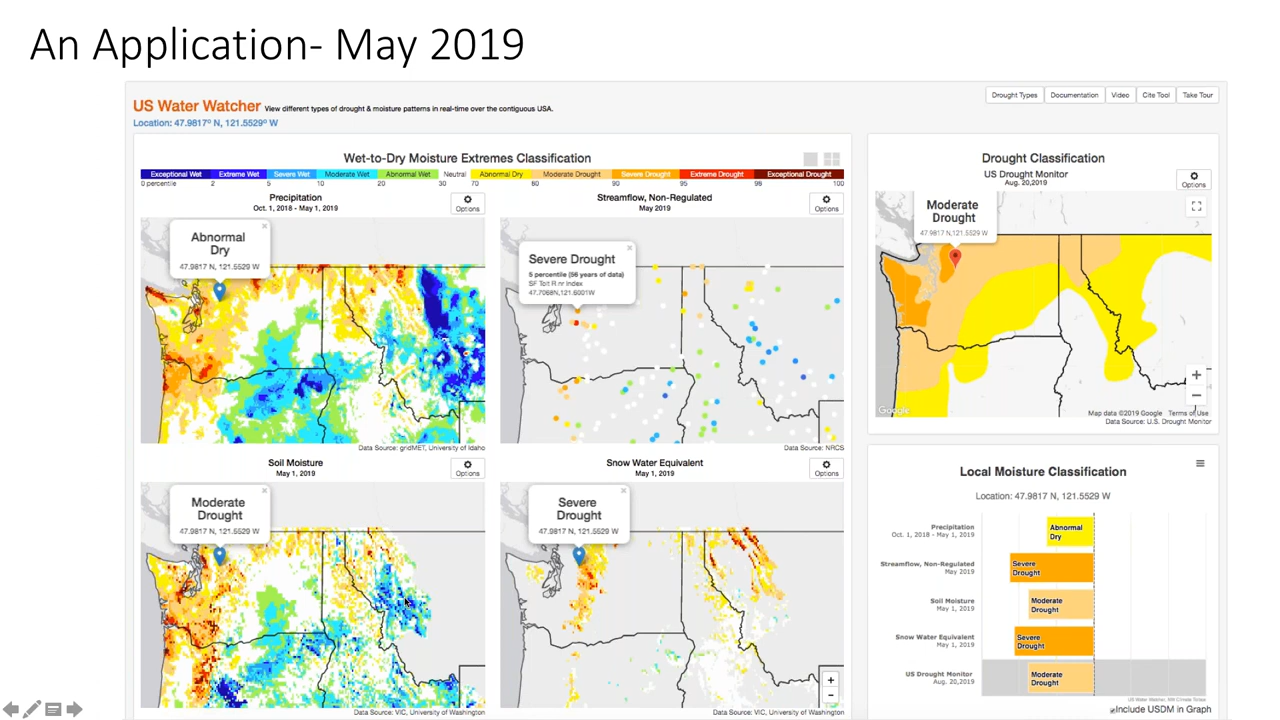 An Application- May 2019
US Water Watcher View different types of drought & moisture patterns in real-time over the contiguous USA.
Location: 47.9817º N, 121.5529º W
Drought Types
Documentation
Video
Cite Tool
Take Tour
Wet-to-Dry Moisture Extremes Classification
Exceptional Wet Extreme Wet Severe Wet Moderate Wet Abnormal Wet Neutral Abnormal Dry Moderate Drought Severe Drought Extreme Drought Exceptional Drought
0 percentile 2 5 10 20 30 70 80 90 95 98 100
Precipitation
Oct. 1, 2018 - May 1, 2019
Options
Abnormal
Dry
47.9817 N, 121.5529 W
Data Source: gridMET, University of Idaho
Streamflow, Non-Regulated
May 2019
Options
Severe Drought
5 percentile (56 years of data)
47.7068N,121.6001W
Data Source: NRCS
Soil Moisture
May 1, 2019
Options
Moderate
Drought
47.9817 N, 121.5529 W
Data Source: VIC, University of Washington
Snow Water Equivalent
May 1, 2019
Options
Severe
Drought
47.9817 N, 121.5529 W
Data Source: VIC, University of Washington
Drought Classification
US Drought Monitor
Aug. 20,2019
Options
Moderate
Drought
47.9817 N,121.5529 W
Google
Map data ©2019 Google Terms of Use
Data Source: U.S. Drought Monitor
Local Moisture Classification
Location: 47.9817 N, 121.5529 W
Precipitation
Oct. 1, 2018 - May 1, 2019
Abnormal
Dry
Streamflow, Non-Regulated
May 2019
Severe
Drought
Soil Moisture
May 1, 2019
Moderate
Drought
Snow Water Equivalent
May 1, 2019
Severe
Drought
US Drought Monitor
Aug. 20,2019
Moderate
Drought
Include USDM in Graph